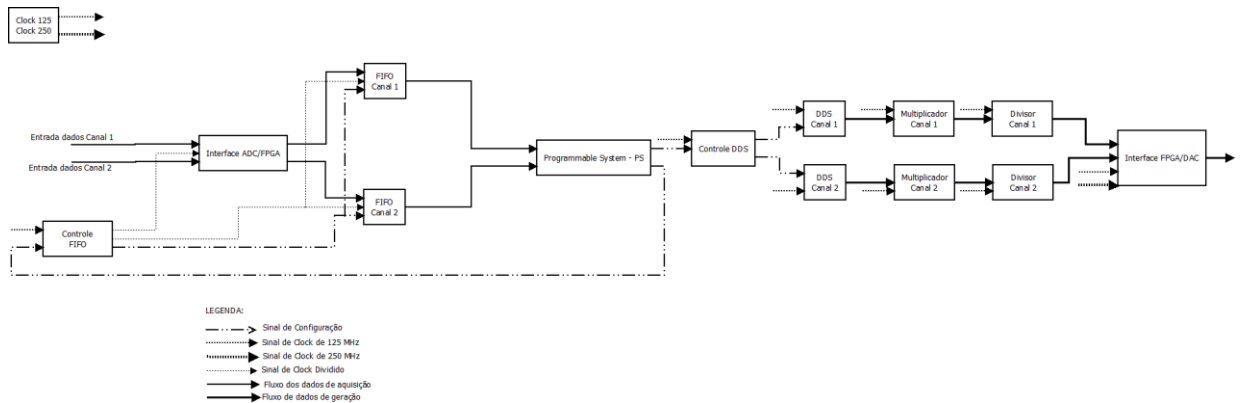 Clock 125
Clock 250
FIFO
Canal 1
Entrada dados Canal 1
Interface ADC/FPGA
Entrada dados Canal 2
FIFO
Canal 2
Controle
FIFO
Programmable System - PS
Controle DDS
DDS
Canal 1
Multiplicador
Canal 1
Divisor
Canal 1
DDS
Canal 2
Multiplicador
Canal 2
Divisor
Canal 2
Interface FPGA/DAC
LEGENDA:
Sinal de Configuração
Sinal de Clock de 125 MHz
Sinal de Clock de 250 MHz
Sinal de Clock Dividido
Fluxo dos dados de aquisição
Fluxo de dados de geração